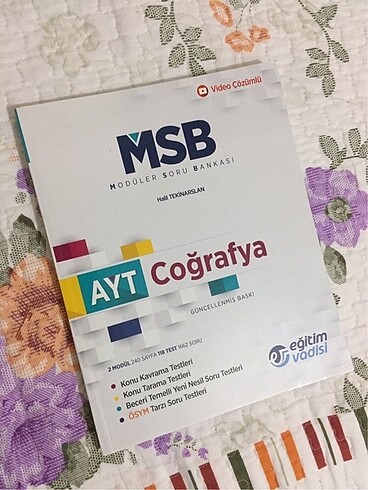 Video Çözümlü
MSB
MODÜLER SORU BANKASI
Halil TEKİNARSLAN
AYT Coğrafya
GÜNCELLENMİŞ BASKI
2 MODÜL 240 SAYFA 118 TEST 1662 SORU
Konu Kavrama Testleri
Konu Tarama Testleri
Beceri Temelli Yeni Nesil Soru Testleri
ÖSYM Tarzı Soru Testleri
eğitim
vadisi